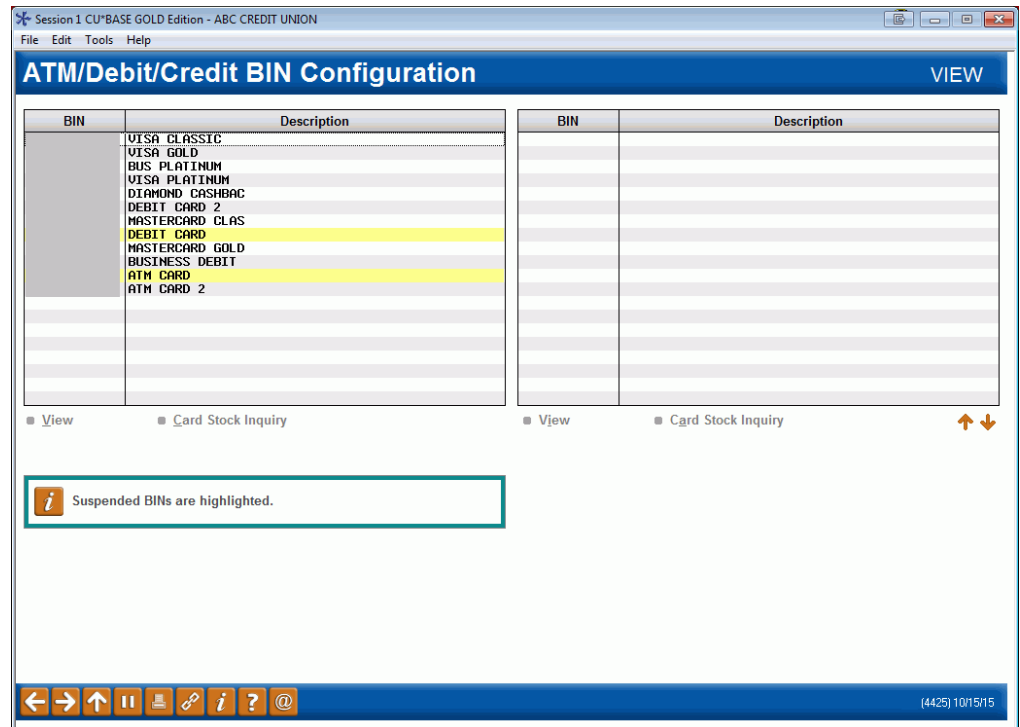 Session 1 CU*BASE GOLD Edition - ABC CREDIT UNION
File Edit Tools Help
ATM/Debit/Credit BIN Configuration
VIEW
BIN Description
BIN Description
VISA CLASSIC
VISA GOLD
BUS PLATINUM
VISA PLATINUM
DIAMOND CASHBAC
DEBIT CARD 2
MASTERCARD CLAS
DEBIT CARD
MASTERCARD GOLD
BUSINESS DEBIT
ATM CARD
ATM CARD 2
View Card Stock Inquiry
View Card Stock Inquiry
i Suspended BINs are highlighted.
i ? @
(4425) 10/15/15